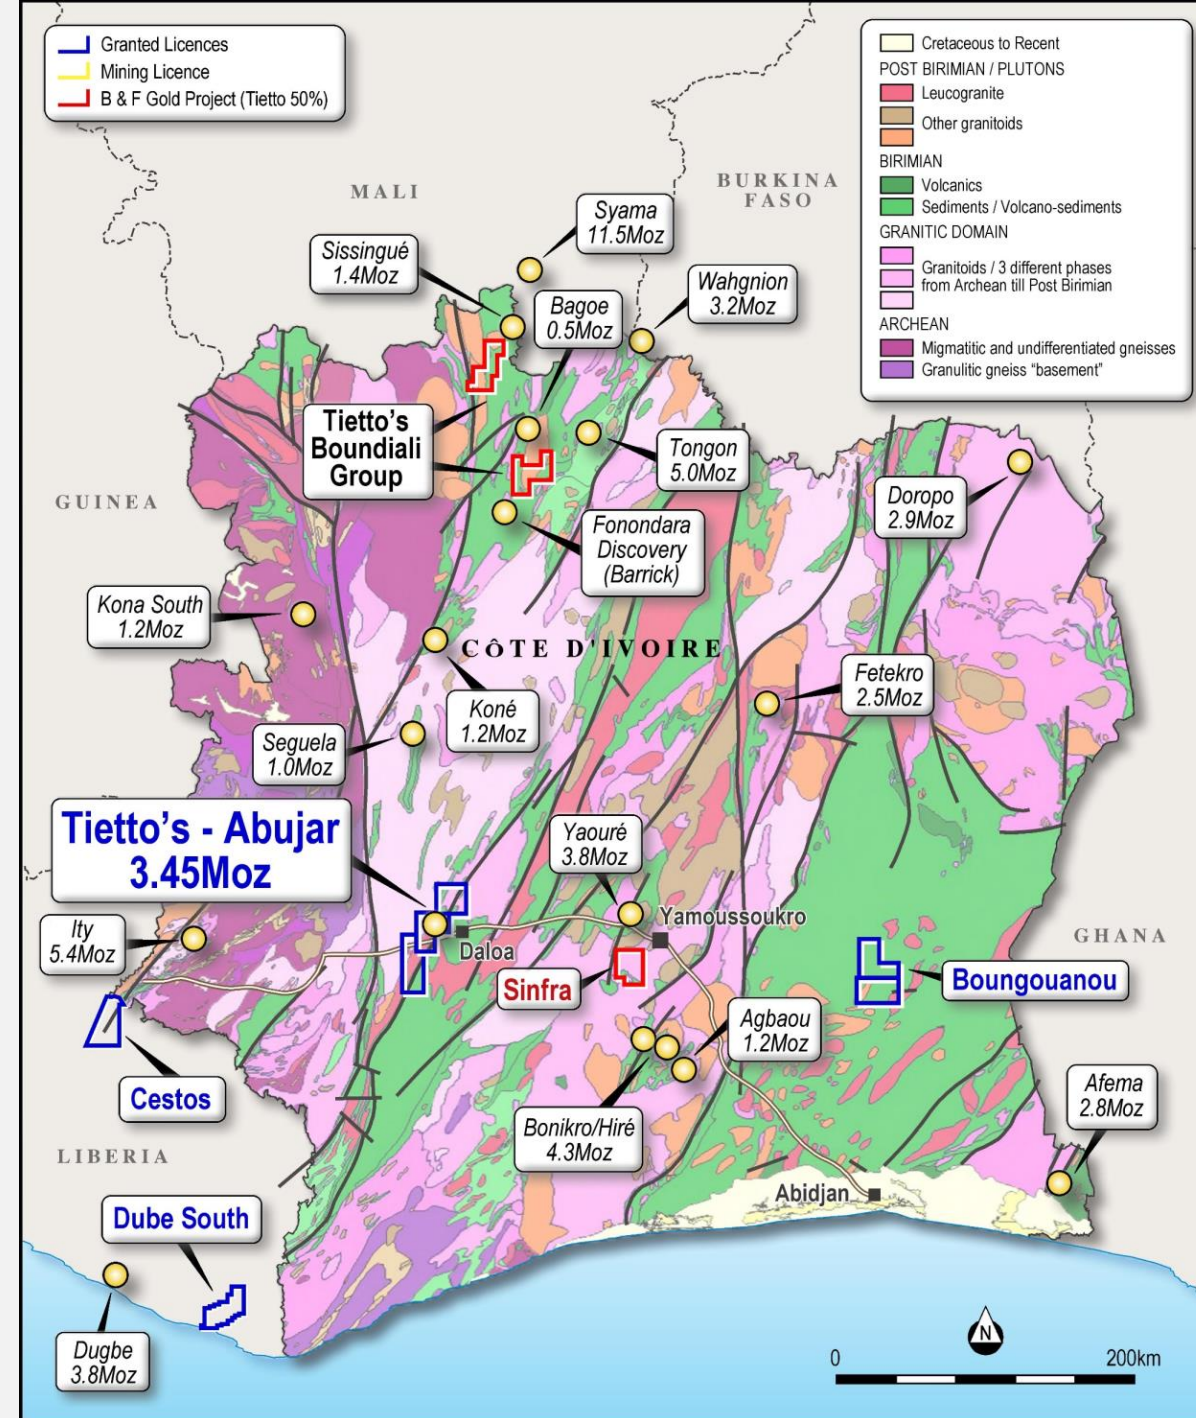 Granted Licences
Mining Licence
B & F Gold Project (Tietto 50%)
Cretaceous to Recent
POST BIRIMIAN / PLUTONS
Leucogranite
Other granitoids
BIRIMIAN
Volcanics
Sediments / Volcano-sediments
GRANITIC DOMAIN
Granitoids / 3 different phases
from Archean till Post Birimian
ARCHEAN
Migmatitic and undifferentiated gneisses
Granulitic gneiss “basement”
MALI
BURKINA
FASO
Syama
11.5Moz
Sissingué
1.4Moz
Bagoe
0.5Moz
Wahgnion
3.2Moz
Tietto’s
Boundiali
Group
Tongon
5.0Moz
GUINEA
Doropo
2.9Moz
Fonondara
Discovery
(Barrick)
Kona South
1.2Moz
CÔTE D'IVOIRE
Fetekro
2.5Moz
Koné
1.2Moz
Seguela
1.0Moz
Tietto’s - Abujar
3.45Moz
Yaouré
3.8Moz
Ity
5.4Moz
Daloa
Yamoussoukro
GHANA
Sinfra
Boungouanou
Agbaou
1.2Moz
Cestos
Bonikro/Hiré
4.3Moz
Afema
2.8Moz
LIBERIA
Abidjan
Dube South
Dugbe
3.8Moz
N
0 200km